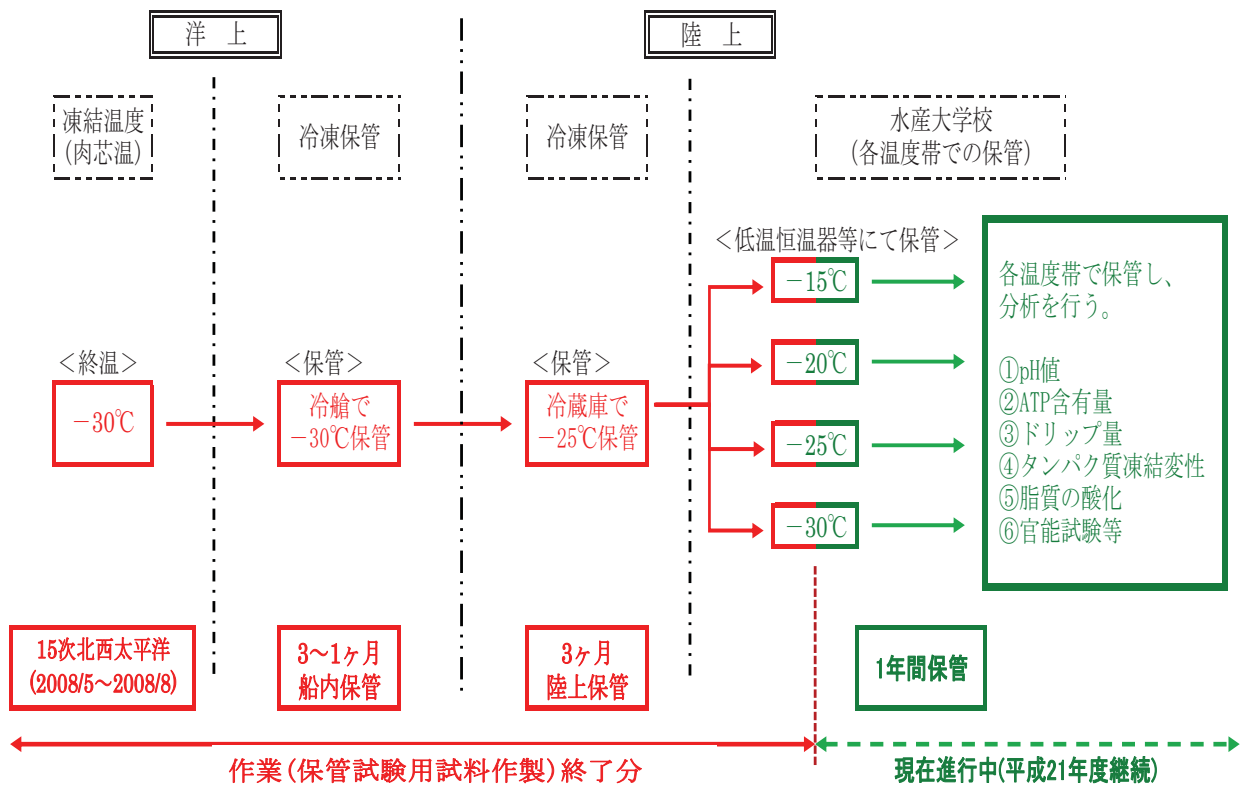 洋 上
陸 上
凍結温度
(肉芯温)
冷凍保管
冷凍保管
水産大学校
(各温度帯での保管)
＜終温＞
－30℃
＜保管＞
冷艙で
－30℃保管
＜保管＞
冷蔵庫で
－25℃保管
＜低温恒温器等にて保管＞
－15℃
－20℃
－25℃
－30℃
各温度帯で保管し、
分析を行う。
①pH値
②ATP含有量
③ドリップ量
④タンパク質凍結変性
⑤脂質の酸化
⑥官能試験等
15次北西太平洋
(2008/5～2008/8)
3～1ヶ月
船内保管
3ヶ月
陸上保管
1年間保管
作業(保管試験用試料作製)終了分
現在進行中(平成21年度継続)